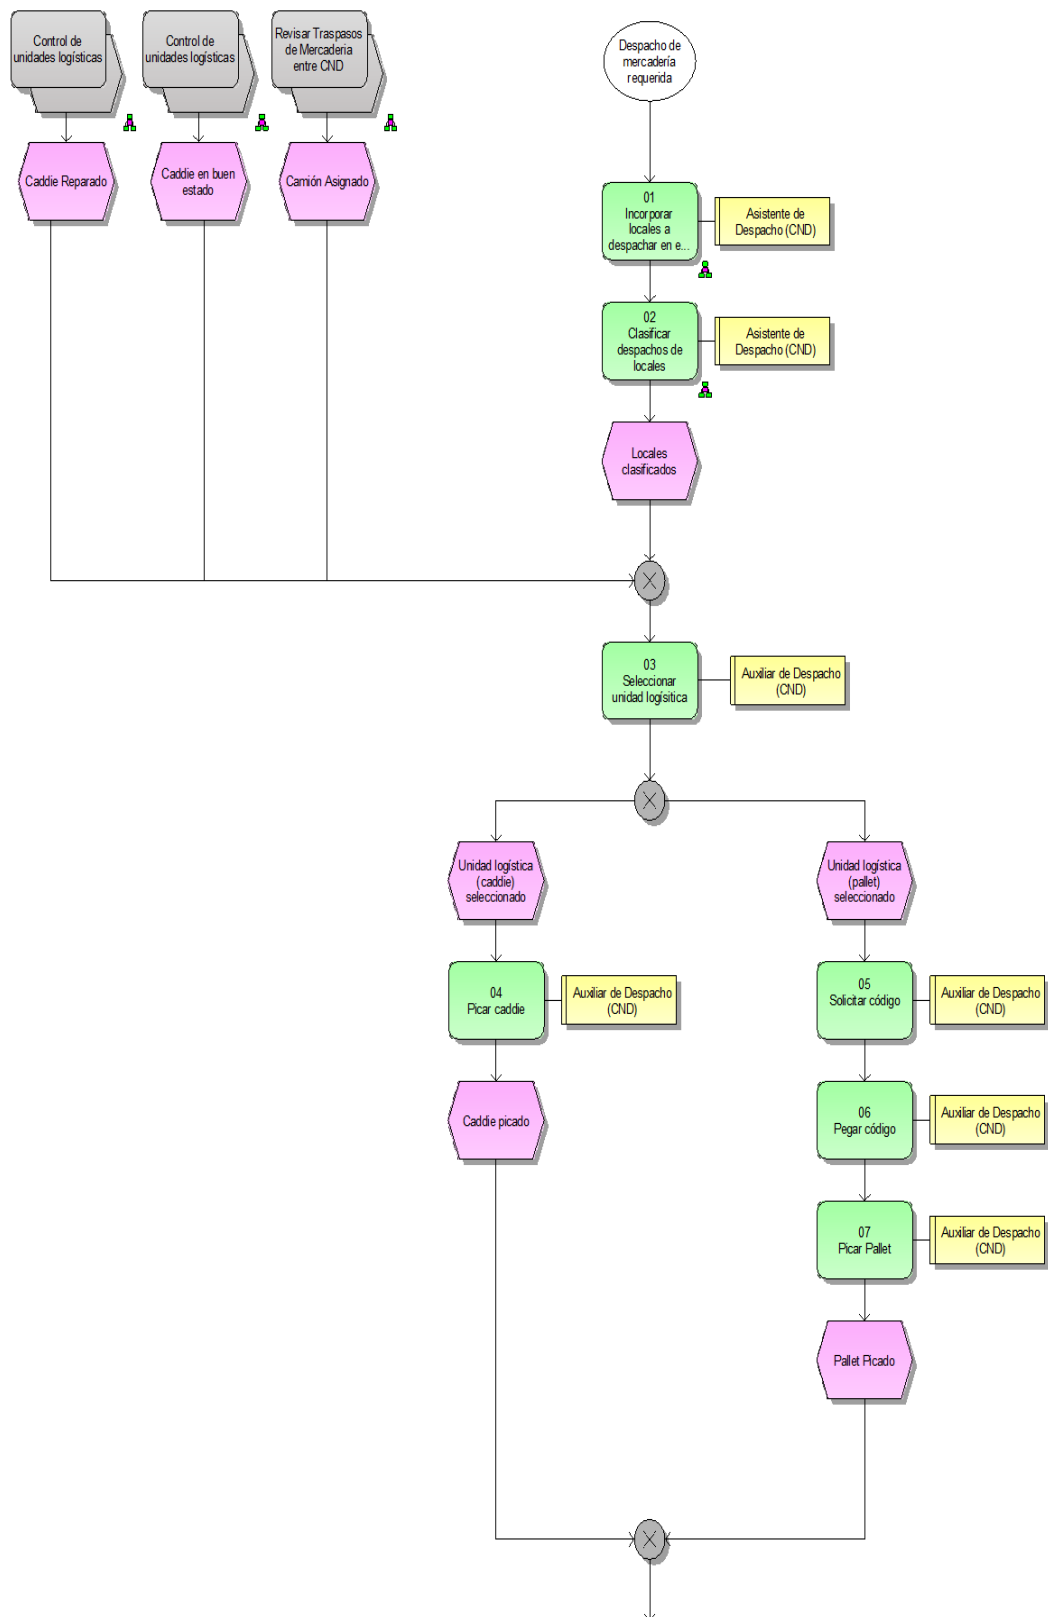 Control de
unidades logísticas
Control de
unidades logísticas
Revisar Traspasos
de Mercaderia
entre CND
Despacho de
mercadería
requerida
Caddie Reparado
Caddie en buen
estado
Camión Asignado
01
Incorporar
locales a
despachar en e...
Asistente de
Despacho (CND)
02
Clasificar
despachos de
locales
Asistente de
Despacho (CND)
Locales
clasificados
03
Seleccionar
unidad logísitica
Auxiliar de Despacho
(CND)
Unidad logística
(caddie)
seleccionado
Unidad logística
(pallet)
seleccionado
04
Picar caddie
Auxiliar de Despacho
(CND)
05
Solicitar código
Auxiliar de Despacho
(CND)
Caddie picado
06
Pegar código
Auxiliar de Despacho
(CND)
07
Picar Pallet
Auxiliar de Despacho
(CND)
Pallet Picado